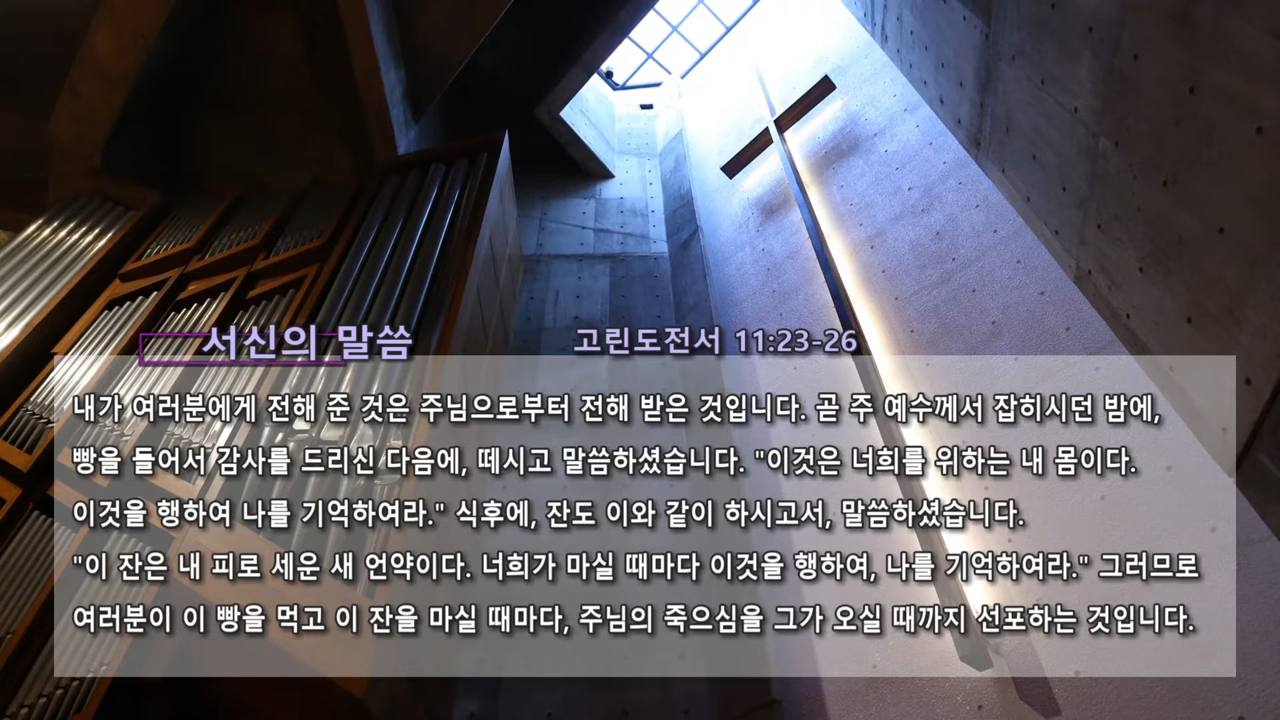 서신의 말씀 고린도전서 11:23-26
내가 여러분에게 전해 준 것은 주님으로부터 전해 받은 것입니다. 곧 주 예수께서 잡히시던 밤에,
빵을 들어서 감사를 드리신 다음에, 떼시고 말씀하셨습니다. "이것은 너희를 위하는 내 몸이다.
이것을 행하여 나를 기억하여라." 식후에, 잔도 이와 같이 하시고서, 말씀하셨습니다.
"이 잔은 내 피로 세운 새 언약이다. 너희가 마실 때마다 이것을 행하여, 나를 기억하여라." 그러므로
여러분이 이 빵을 먹고 이 잔을 마실 때마다, 주님의 죽으심을 그가 오실 때까지 선포하는 것입니다.